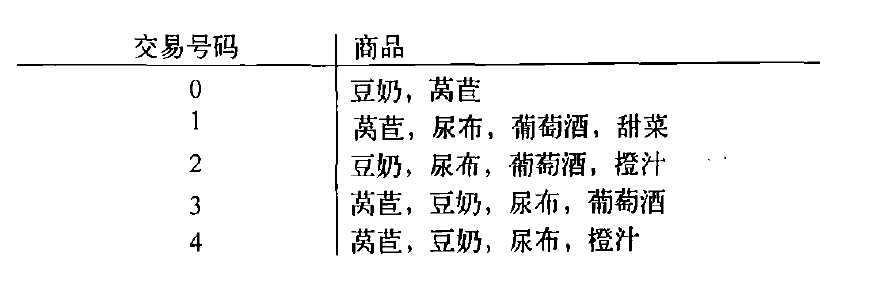 交易号码 商品
0 豆奶，莴苣
1 莴苣，尿布，葡萄酒，甜菜
2 豆奶，尿布，葡萄酒，橙汁
3 莴苣，豆奶，尿布，葡萄酒
4 莴苣，豆奶，尿布，橙汁